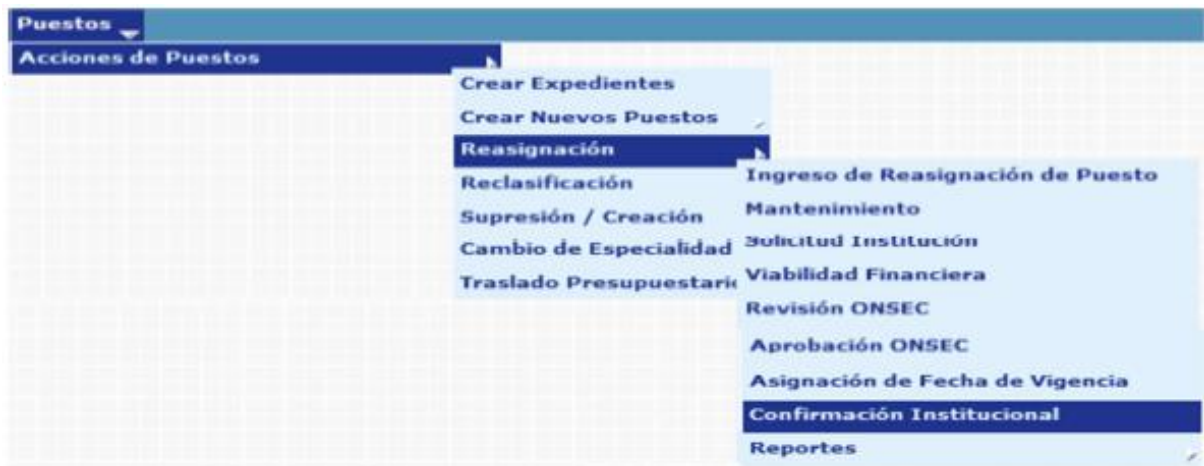 Puestos
Acciones de Puestos
Crear Expedientes
Crear Nuevos Puestos
Reasignación
Reclasificación
Supresión / Creación
Cambio de Especialidad
Traslado Presupuestari
Ingreso de Reasignación de Puesto
Mantenimiento
Solicitud Institución
Viabilidad Financiera
Revisión ONSEC
Aprobación ONSEC
Asignación de Fecha de Vigencia
Confirmación Institucional
Reportes